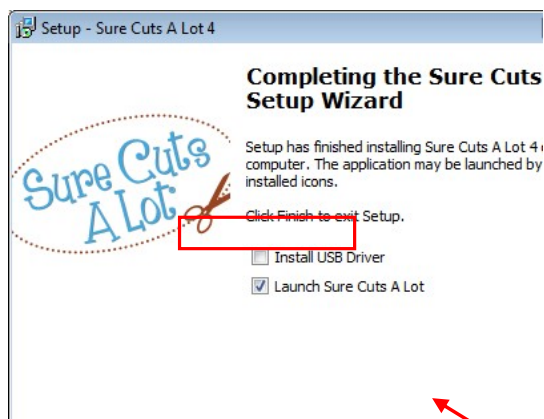 Setup - Sure Cuts A Lot 4
Completing the Sure Cuts
Setup Wizard
Sure Cuts
A Lot
Setup has finished installing Sure Cuts A Lot 4
computer. The application may be launched by
installed icons.
Click Finish to exit Setup.
Install USB Driver
Launch Sure Cuts A Lot